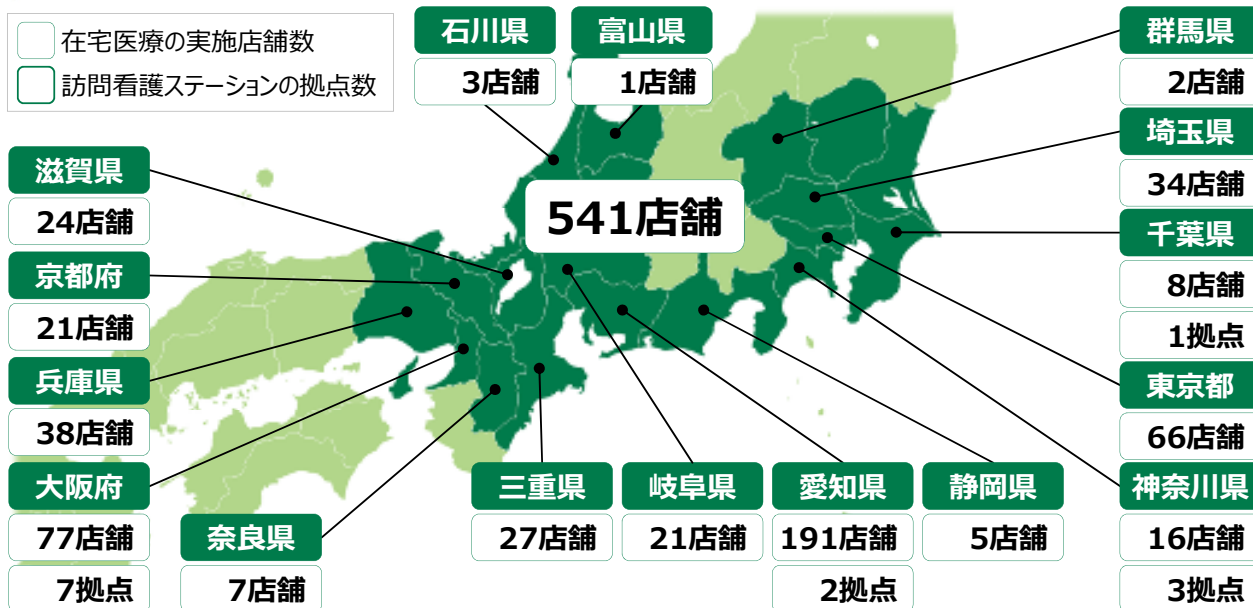 在宅医療の実施店舗数
訪問看護ステーションの拠点数
石川県
3店舗
富山県
1店舗
群馬県
2店舗
埼玉県
34店舗
千葉県
8店舗
1拠点
東京都
66店舗
神奈川県
16店舗
3拠点
541店舗
滋賀県
24店舗
京都府
21店舗
兵庫県
38店舗
大阪府
77店舗
7拠点
奈良県
7店舗
三重県
27店舗
岐阜県
21店舗
愛知県
191店舗
2拠点
静岡県
5店舗